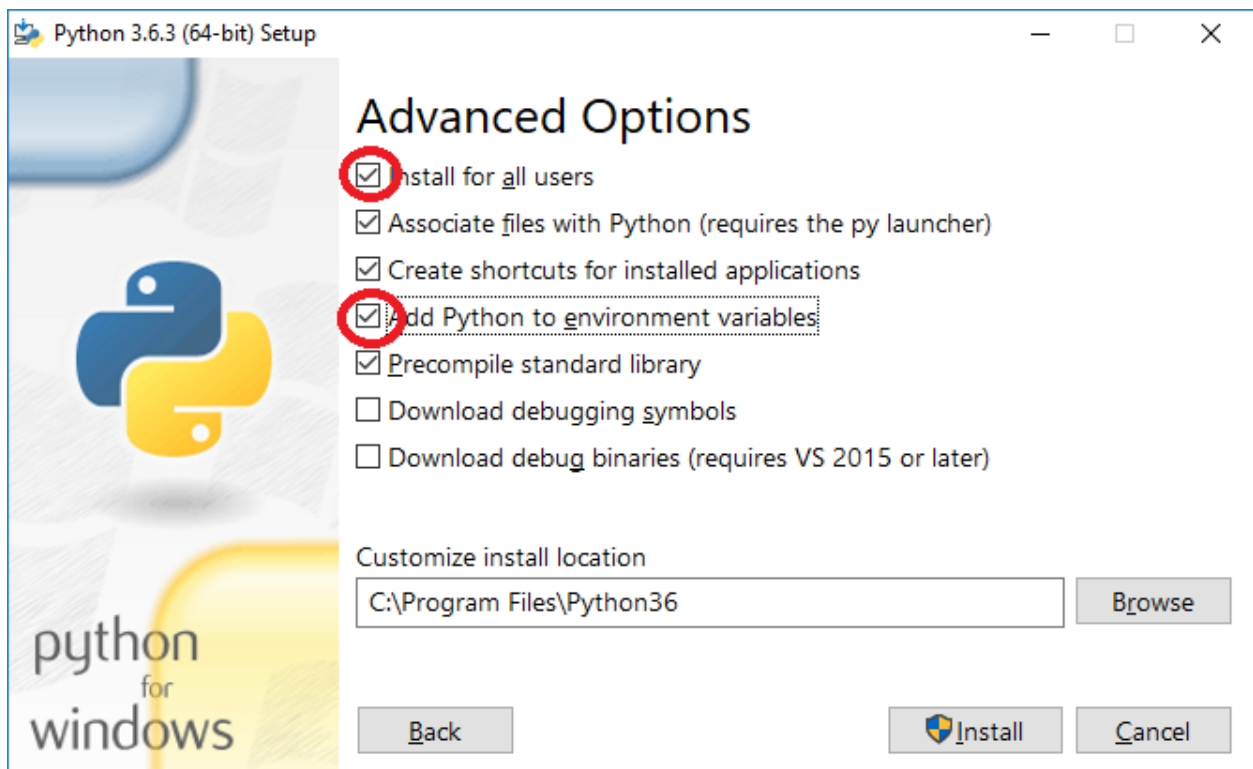 Python 3.6.3 (64-bit) Setup
Advanced Options
Install for all users
Associate files with Python (requires the py launcher)
Create shortcuts for installed applications
Add Python to environment variables
Precompile standard library
Download debugging symbols
Download debug binaries (requires VS 2015 or later)
Customize install location
C:\Program Files\Python36
Browse
python
for
windows
Back
Install
Cancel